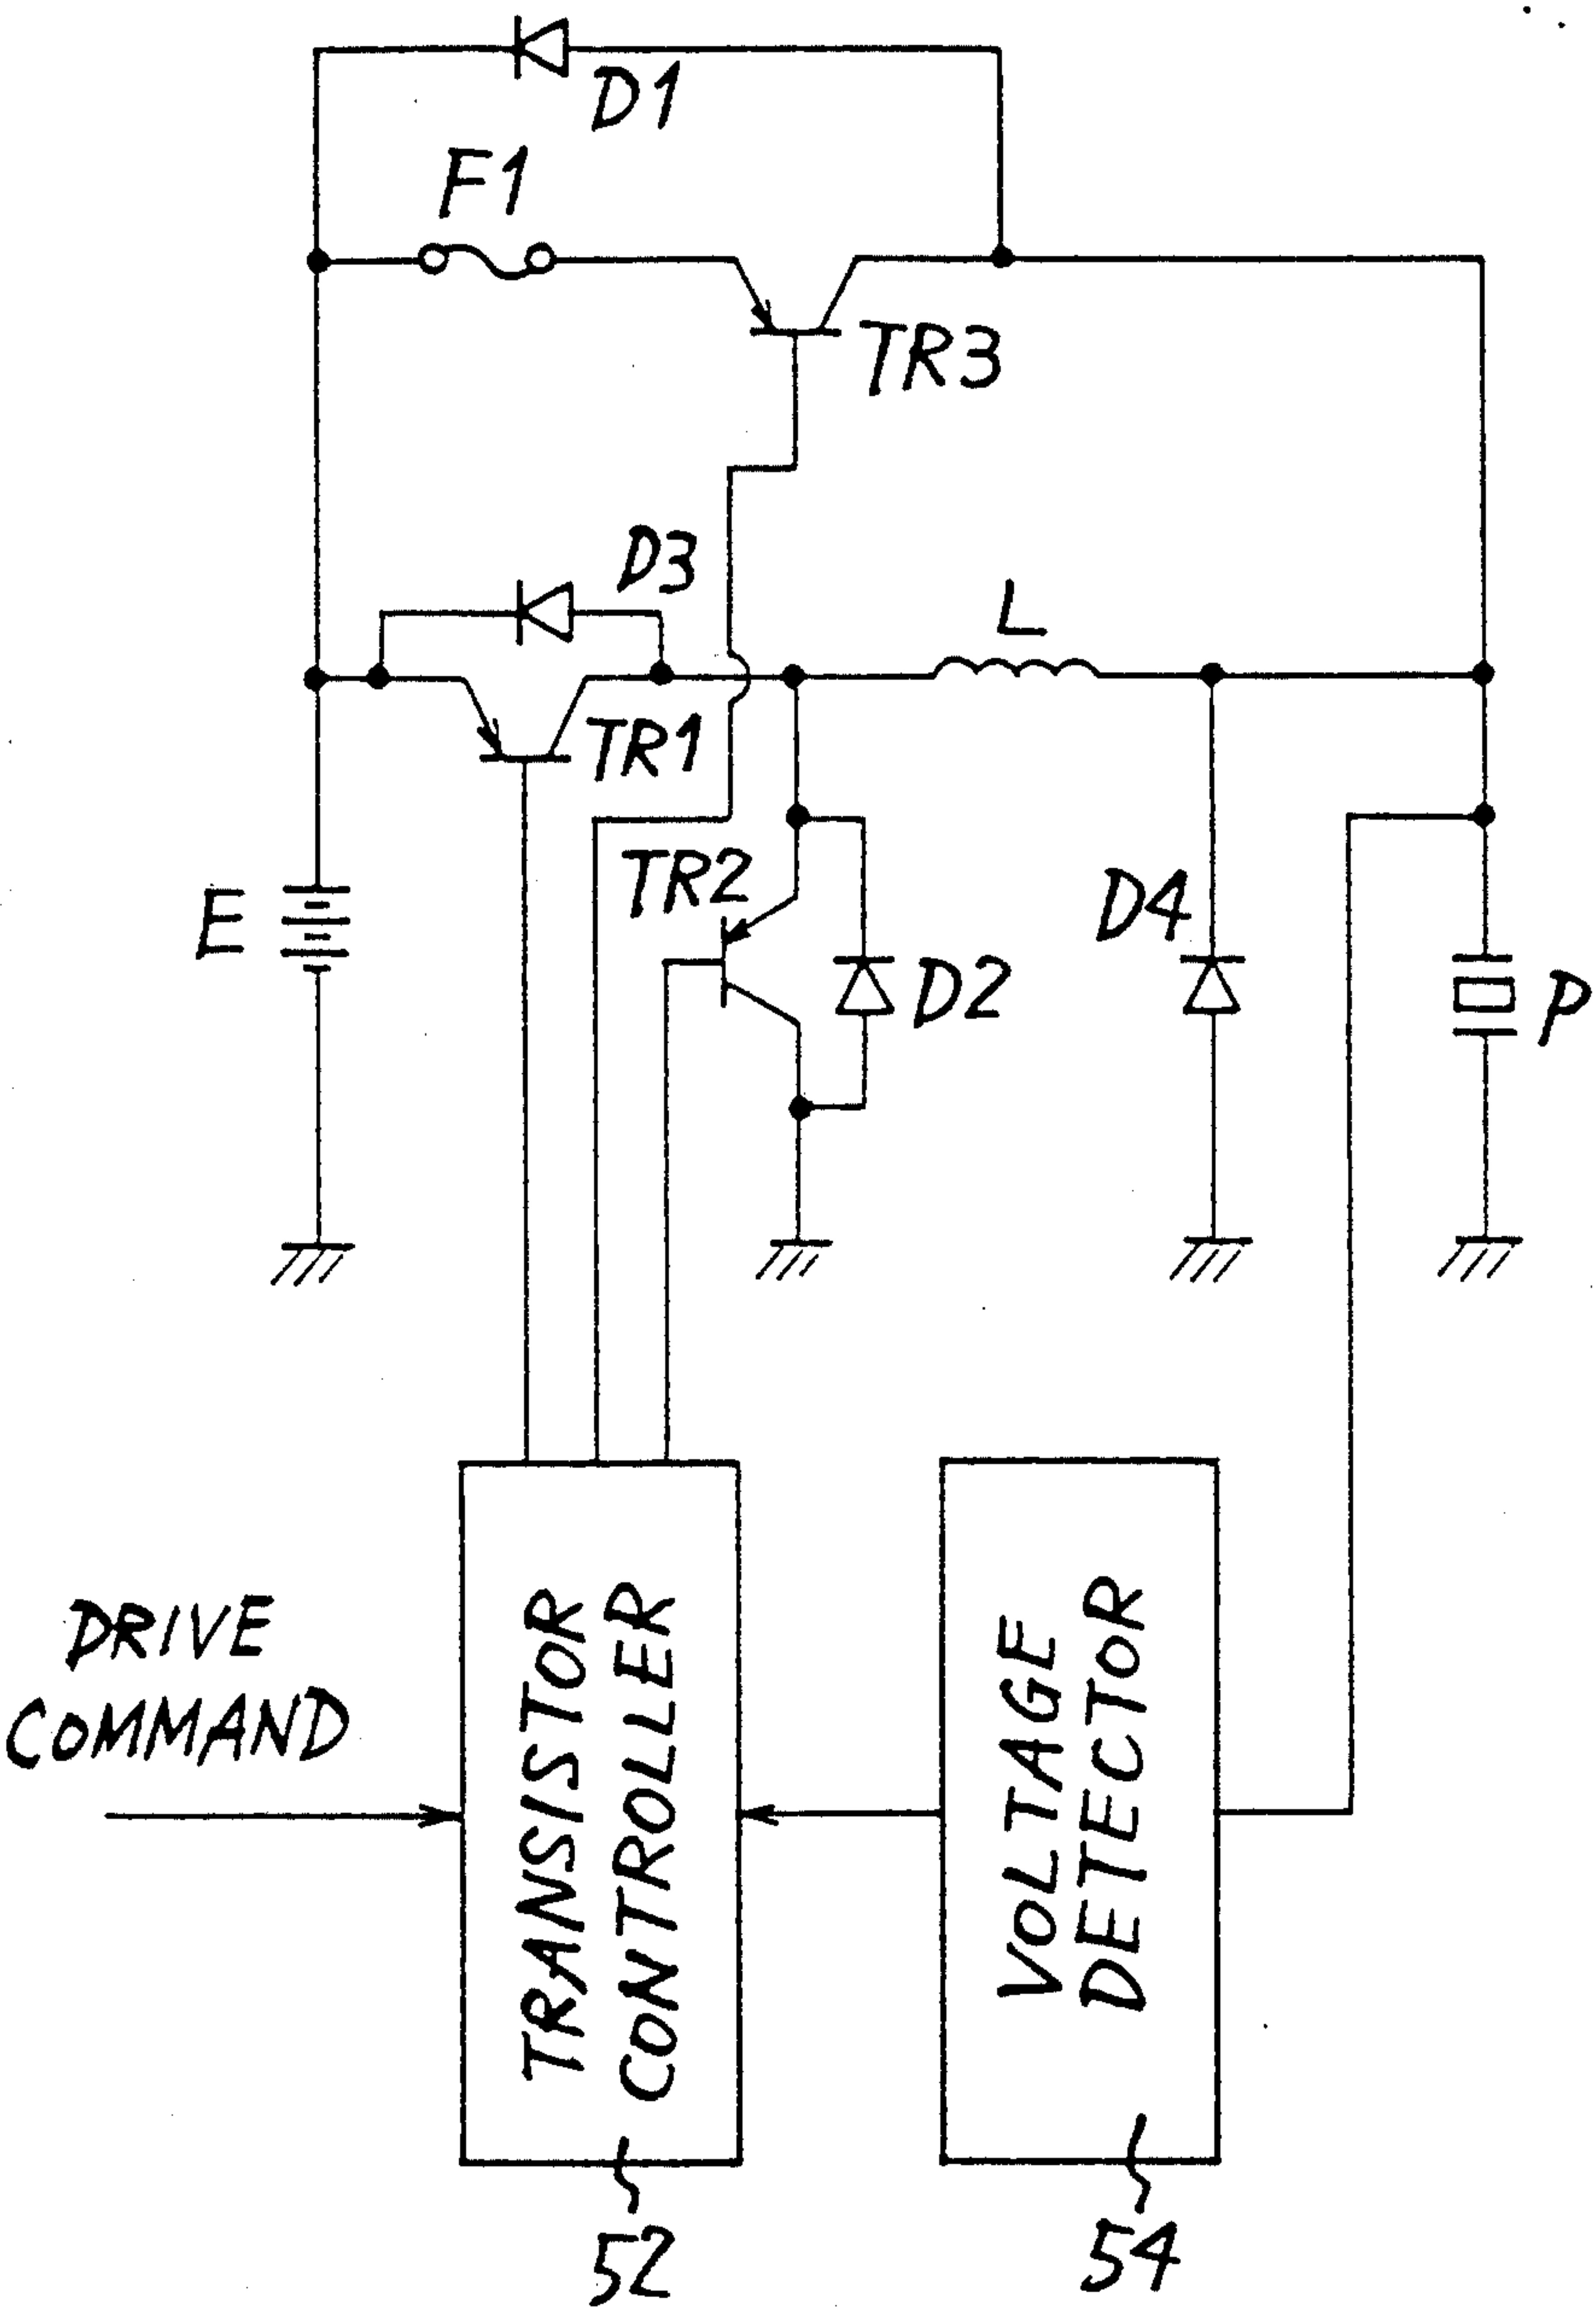 D1
F1
TR3
D3
L
TR1
TR2
E
D4
D2
P
DRIVE
COMMAND
TRANSISTOR
CONTROLLER
VOLTAGE
DETECTOR
52
54